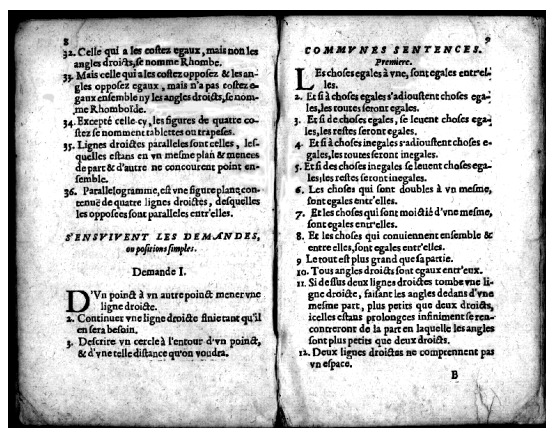 8
32. Celle qui a les costez egaux, mais non les
angles droicts, se nomme Rhombe.
33. Mais celle qui a les costez opposez & les an-
gles opposez egaux, mais n'a pas costez e-
gaux ensemble ny les angles droicts, se nom-
me Rhomboïde.
34. Excepté celle-cy, les figures de quatre co-
stez se nomment tablettes ou trapeses.
35. Lignes droictes paralleles sont celles, les-
quelles estans en vn mesme plan & menees
de part & d'autre ne concourent point en-
semble.
36. Parallelogramme, est vne figure plane, con-
tenuë de quatre lignes droictes, desquelles
les opposées sont paralleles entr'elles.
S'ENSVIVENT LES DEMANDES,
ou positions simples.
Demande I.
D'Vn poinct à vn autre poinct mener vne
ligne droicte.
2. Continuer vne ligne droicte finie tant qu'il
en sera besoin.
3. Descrire vn cercle à l'entour d'vn poinct,
& d'vne telle distance qu'on voudra.
9
COMMVNES SENTENCES.
Premiere.
LEs choses egales à vne, sont egales entr'el-
les.
2. Et si à choses egales s'adioustent choses ega-
les, les toutes seront egales.
3. Et si de choses egales, se leuent choses ega-
les, les restes seront egales.
4. Et si à choses inegales s'adioustent choses e-
gales, les toutes seront inegales.
5. Et si des choses inegales se leuent choses ega-
les, les restes seront inegales.
6. Les choses qui sont doubles à vn mesme,
sont egales entr'elles.
7. Et les choses qui sont moictié d'vne mesme,
sont egales entr'elles.
8. Et les choses qui conuiennent ensemble &
entre elles, sont egales entr'elles.
9 Le tout est plus grand que sa partie.
10. Tous angles droicts sont egaux entr'eux.
11. Si dessus deux lignes droictes tombe vne li-
gne droicte, faisant les angles dedans d'vne
mesme part, plus petits que deux droicts,
icelles estans prolongees infiniment se ren-
contreront de la part en laquelle les angles
sont plus petits que deux droicts.
12. Deux lignes droictes ne comprennent pas
vn espace.
B